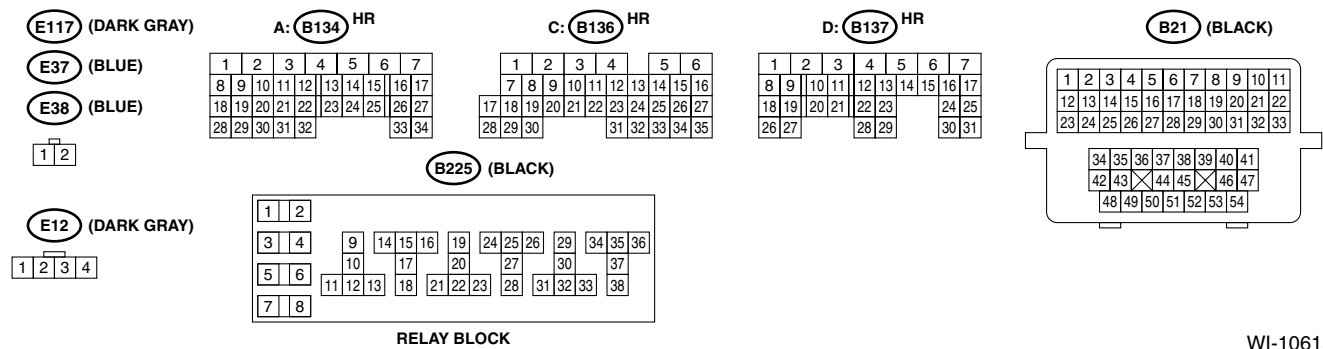 E117 (DARK GRAY)
E37 (BLUE)
E38 (BLUE)
1 2
E12 (DARK GRAY)
1 2 3 4
A: B134 HR
1 2 3 4 5 6 7
8 9 10 11 12 13 14 15 16 17
18 19 20 21 22 23 24 25 26 27
28 29 30 31 32 33 34
C: B136 HR
1 2 3 4 5 6
7 8 9 10 11 12 13 14 15 16
17 18 19 20 21 22 23 24 25 26 27
28 29 30 31 32 33 34 35
D: B137 HR
1 2 3 4 5 6 7
8 9 10 11 12 13 14 15 16 17
18 19 20 21 22 23 24 25
26 27 28 29 30 31
B21 (BLACK)
1 2 3 4 5 6 7 8 9 10 11
12 13 14 15 16 17 18 19 20 21 22
23 24 25 26 27 28 29 30 31 32 33
34 35 36 37 38 39 40 41
42 43 44 45 46 47
48 49 50 51 52 53 54
B225 (BLACK)
1 2
3 4 9 14 15 16 19 24 25 26 29 34 35 36
10 17 20 27 30 37
5 6
11 12 13 18 21 22 23 28 31 32 33 38
7 8
RELAY BLOCK
WI-1061